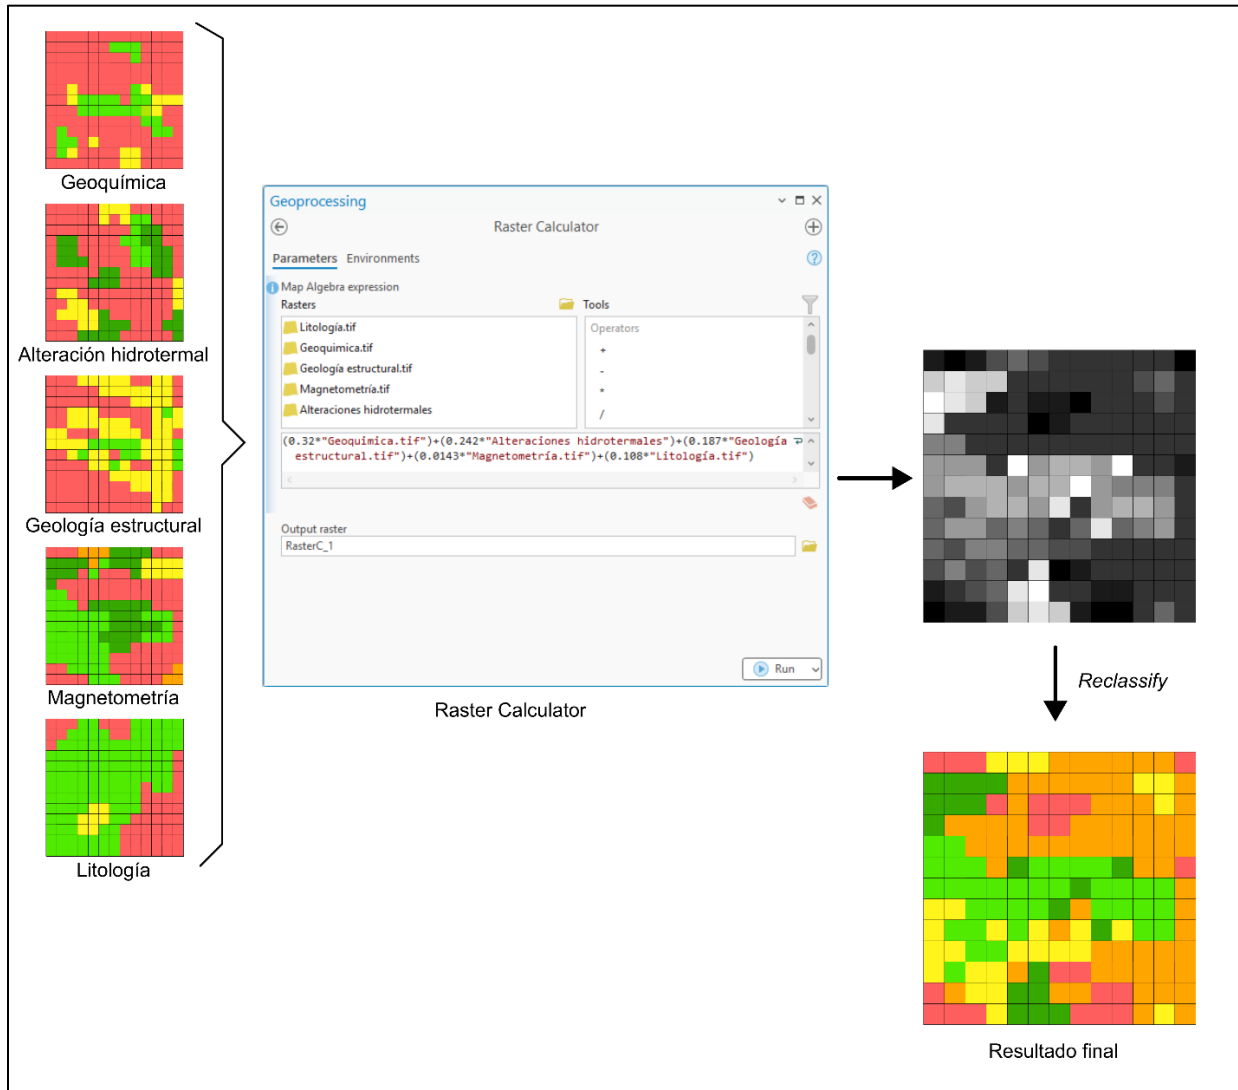 Geoquímica
Alteración hidrotermal
Geología estructural
Magnetometría
Litología
Geoprocessing
Raster Calculator
Parameters Environments
Map Algebra expression
Rasters
Tools
Litología.tif
Geoquimica.tif
Geología estructural.tif
Magnetometría.tif
Alteraciones hidrotermales
Operators
+
-
*
/
(0.32*"Geoquimica.tif")+(0.242*"Alteraciones hidrotermales")+(0.187*"Geología
estructural.tif")+(0.0143*"Magnetometría.tif")+(0.108*"Litología.tif")
Output raster
RasterC_1
Run
Raster Calculator
Reclassify
Resultado final